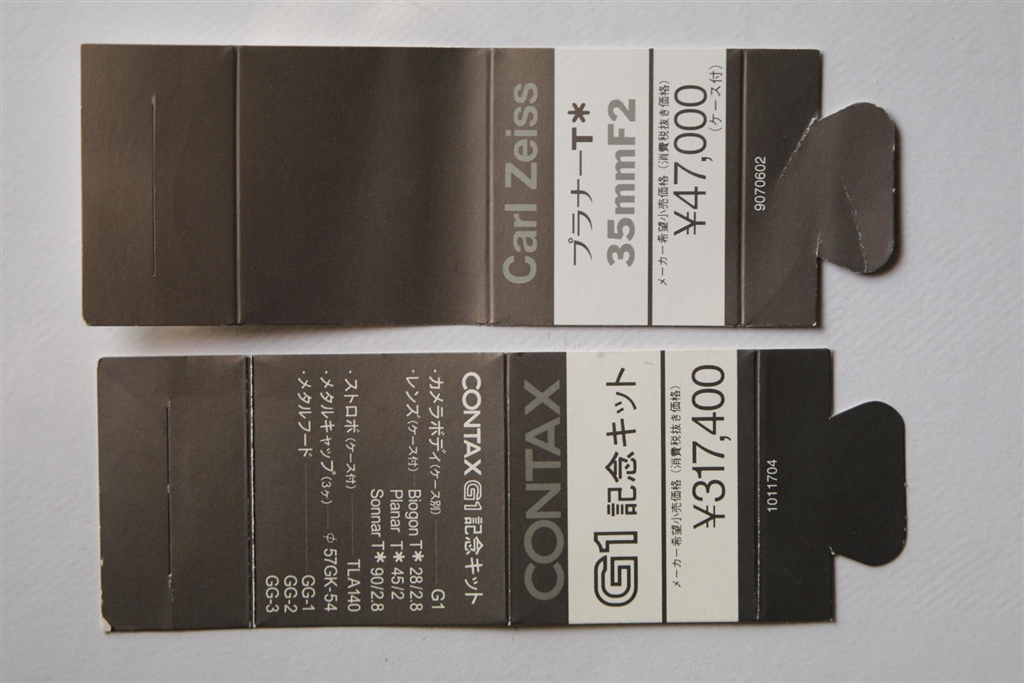 Carl Zeiss
プラナーT*
35mmF2
メーカー希望小売価格(消費税抜き価格)
¥47,000
(ケース付)
9070602
CONTAX G1 記念キット
・カメラボディ(ケース別) G1
・レンズ(ケース付) Biogon T* 28/2.8
Planar T* 45/2
Sonnar T* 90/2.8
・ストロボ(ケース付) TLA140
・メタルキャップ(3ヶ) φ57GK-54
・メタルフード GG-1
GG-2
GG-3
CONTAX
G1 記念キット
メーカー希望小売価格(消費税抜き価格)
¥317,400
1011704